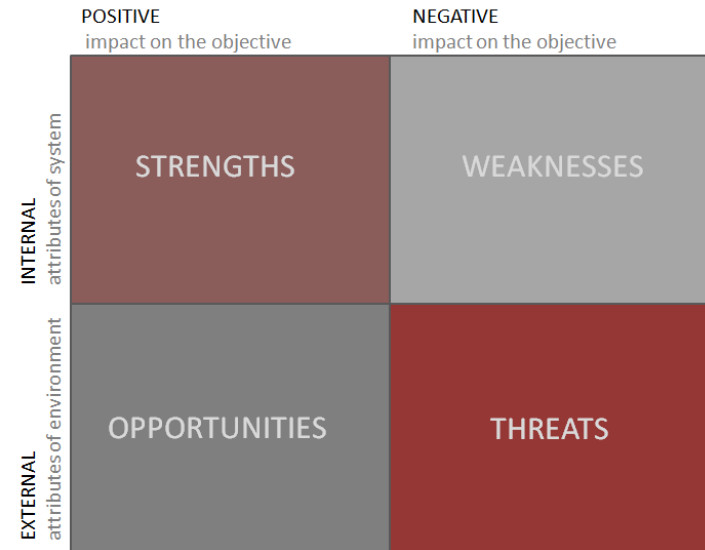 POSITIVE
impact on the objective
NEGATIVE
impact on the objective
INTERNAL
attributes of system
STRENGTHS
WEAKNESSES
EXTERNAL
attributes of environment
OPPORTUNITIES
THREATS